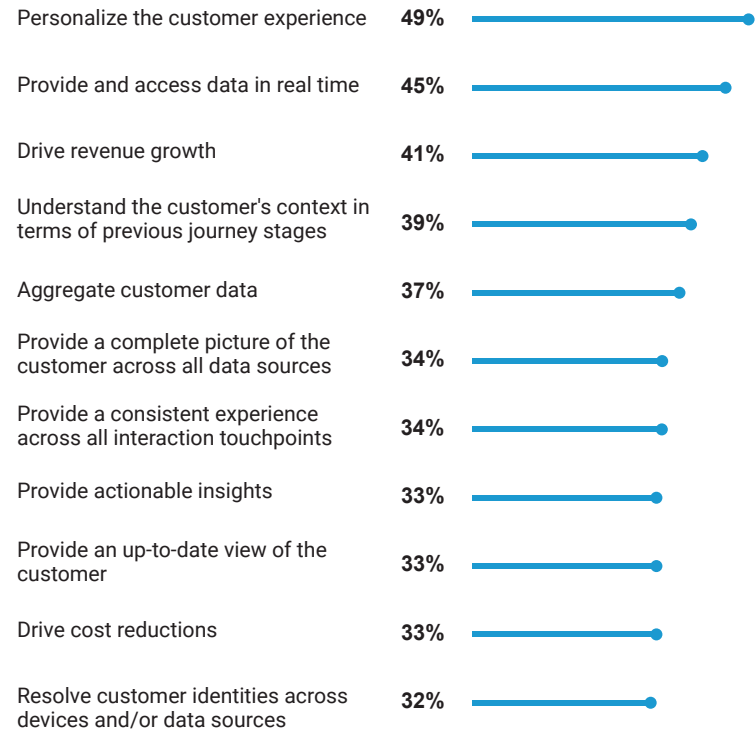 Personalize the customer experience 49%
Provide and access data in real time 45%
Drive revenue growth 41%
Understand the customer's context in
terms of previous journey stages 39%
Aggregate customer data 37%
Provide a complete picture of the
customer across all data sources 34%
Provide a consistent experience
across all interaction touchpoints 34%
Provide actionable insights 33%
Provide an up-to-date view of the
customer 33%
Drive cost reductions 33%
Resolve customer identities across
devices and/or data sources 32%